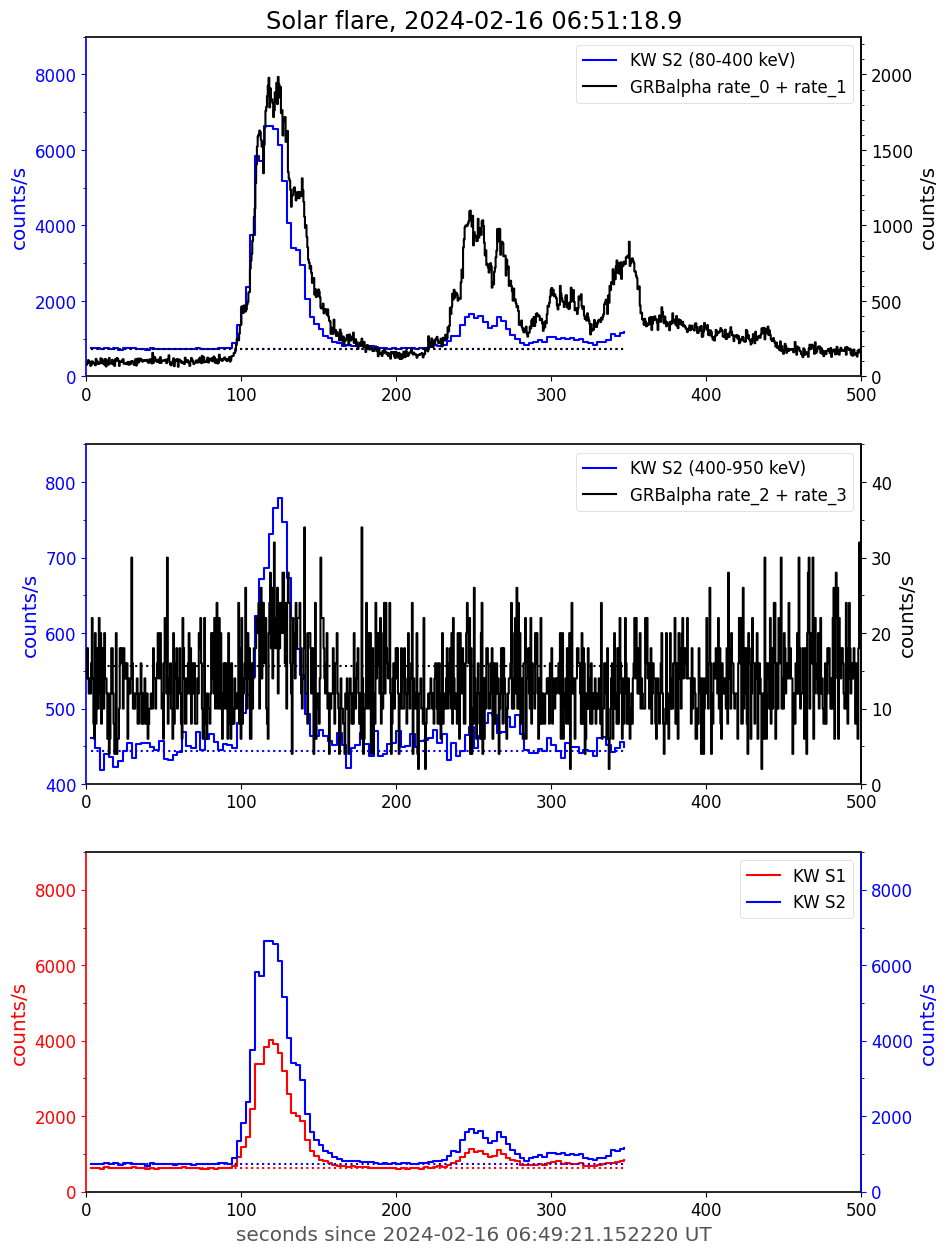 Solar flare, 2024-02-16 06:51:18.9
KW S2 (80-400 keV)
GRBalpha rate_0 + rate_1
counts/s
8000
6000
4000
2000
0
counts/s
2000
1500
1000
500
0
0 100 200 300 400 500
KW S2 (400-950 keV)
GRBalpha rate_2 + rate_3
counts/s
800
700
600
500
400
counts/s
40
30
20
10
0
0 100 200 300 400 500
KW S1
KW S2
counts/s
8000
6000
4000
2000
0
counts/s
8000
6000
4000
2000
0
0 100 200 300 400 500
seconds since 2024-02-16 06:49:21.152220 UT